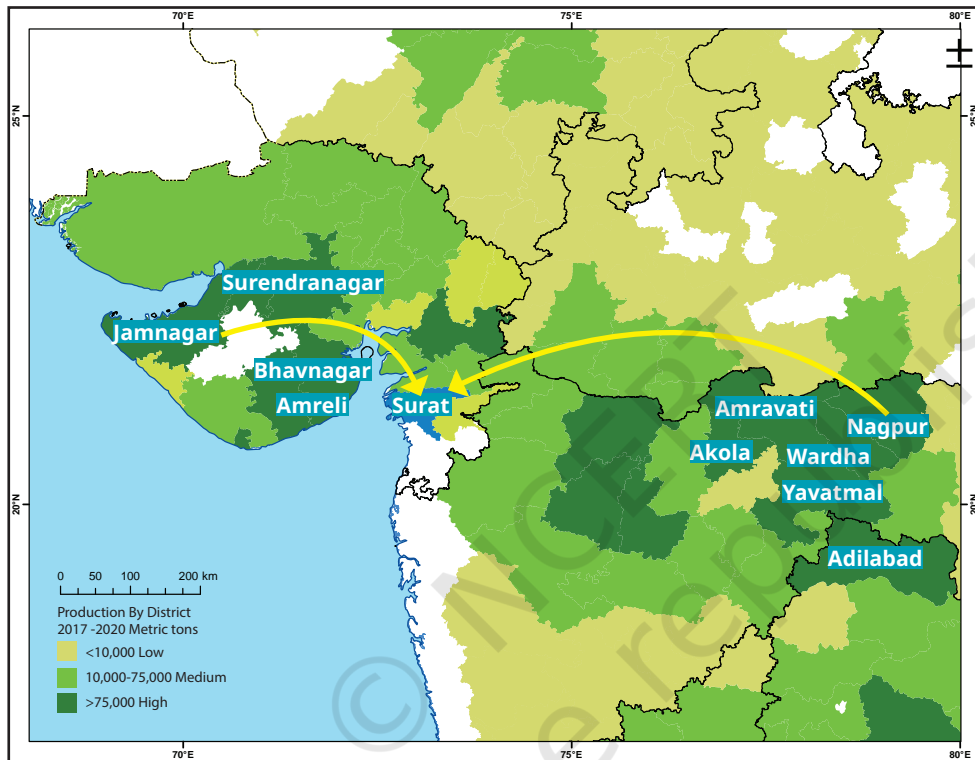 70°E
75°E
80°E
25°N
25°N
Surendranagar
Jamnagar
Bhavnagar
Amreli
Surat
Amravati
Nagpur
Akola
Wardha
Yavatmal
20°N
20°N
Adilabad
0 50 100 200 km
Production By District
2017 -2020 Metric tons
<10,000 Low
10,000-75,000 Medium
>75,000 High
© NCERT
e republis
70°E
75°E
80°E